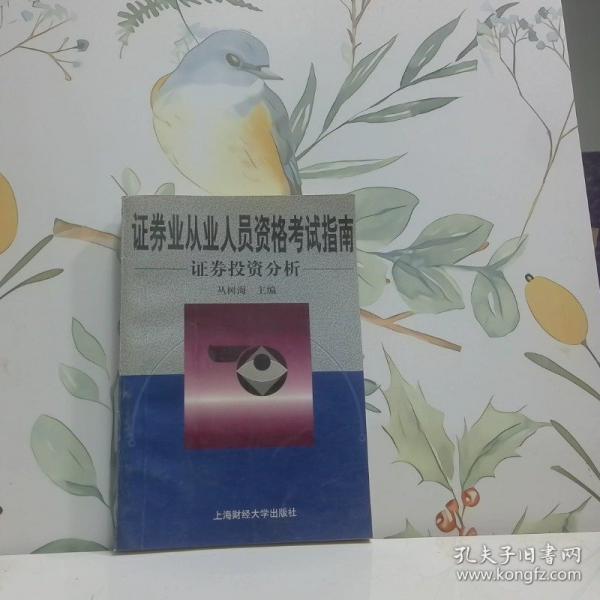 证券业从业人员资格考试指南
证券投资分析
丛树海 主编
上海财经大学出版社
孔夫子旧书网
www.kongfz.com